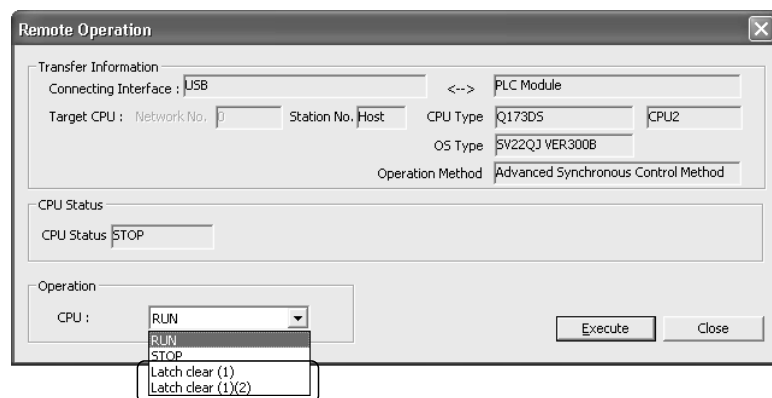 Remote Operation
Transfer Information
Connecting Interface : USB <--> PLC Module
Target CPU : Network No. 0 Station No. Host CPU Type Q173DS CPU2
OS Type SV22QJ VER300B
Operation Method Advanced Synchronous Control Method
CPU Status
CPU Status STOP
Operation
CPU : RUN Execute Close
RUN
STOP
Latch clear (1)
Latch clear (1)(2)